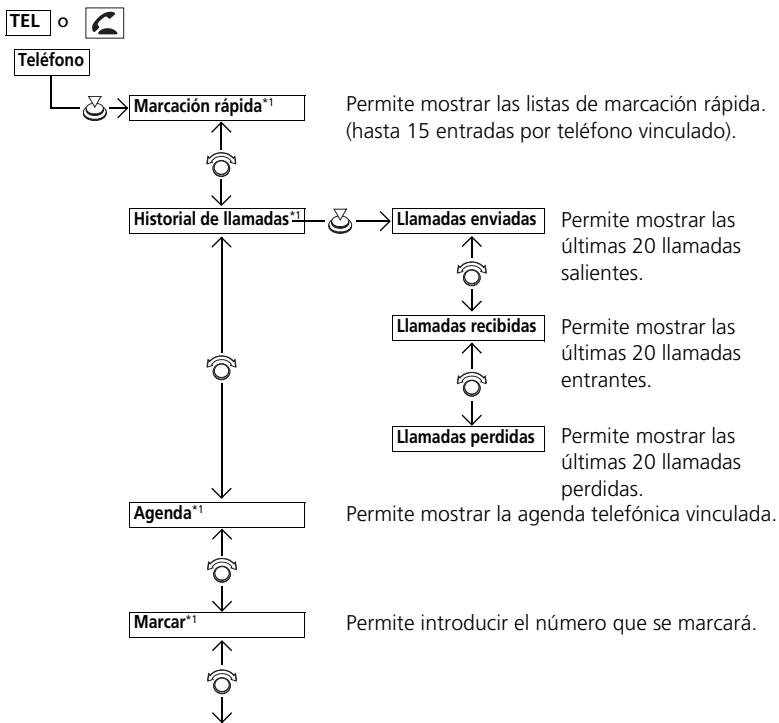 TEL o
Teléfono
Marcación rápida*1
Permite mostrar las listas de marcación rápida.
(hasta 15 entradas por teléfono vinculado).
Historial de llamadas*1
Llamadas enviadas
Permite mostrar las
últimas 20 llamadas
salientes.
Llamadas recibidas
Permite mostrar las
últimas 20 llamadas
entrantes.
Llamadas perdidas
Permite mostrar las
últimas 20 llamadas
perdidas.
Agenda*1
Permite mostrar la agenda telefónica vinculada.
Marcar*1
Permite introducir el número que se marcará.